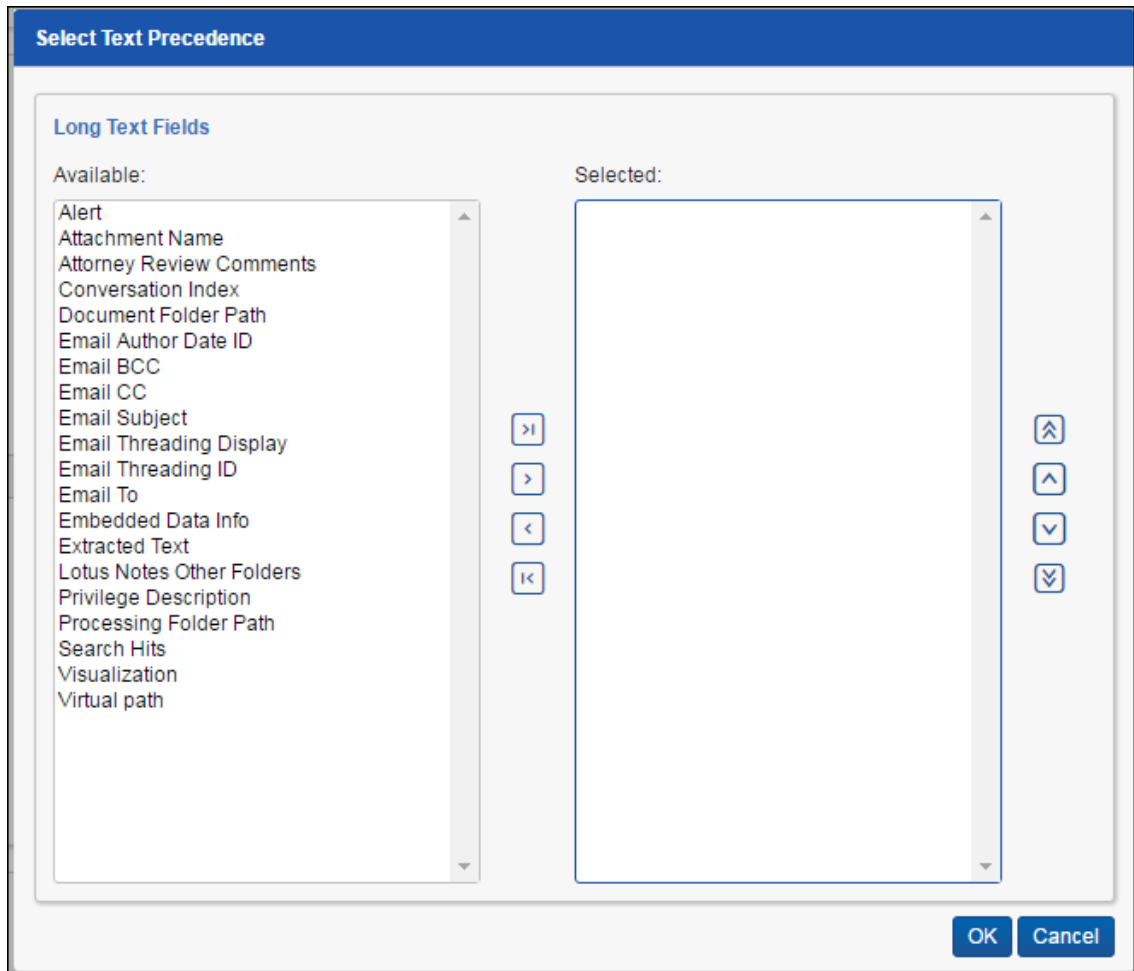 Select Text Precedence
Long Text Fields
Available:
Selected:
Alert
Attachment Name
Attorney Review Comments
Conversation Index
Document Folder Path
Email Author Date ID
Email BCC
Email CC
Email Subject
Email Threading Display
Email Threading ID
Email To
Embedded Data Info
Extracted Text
Lotus Notes Other Folders
Privilege Description
Processing Folder Path
Search Hits
Visualization
Virtual path
OK
Cancel